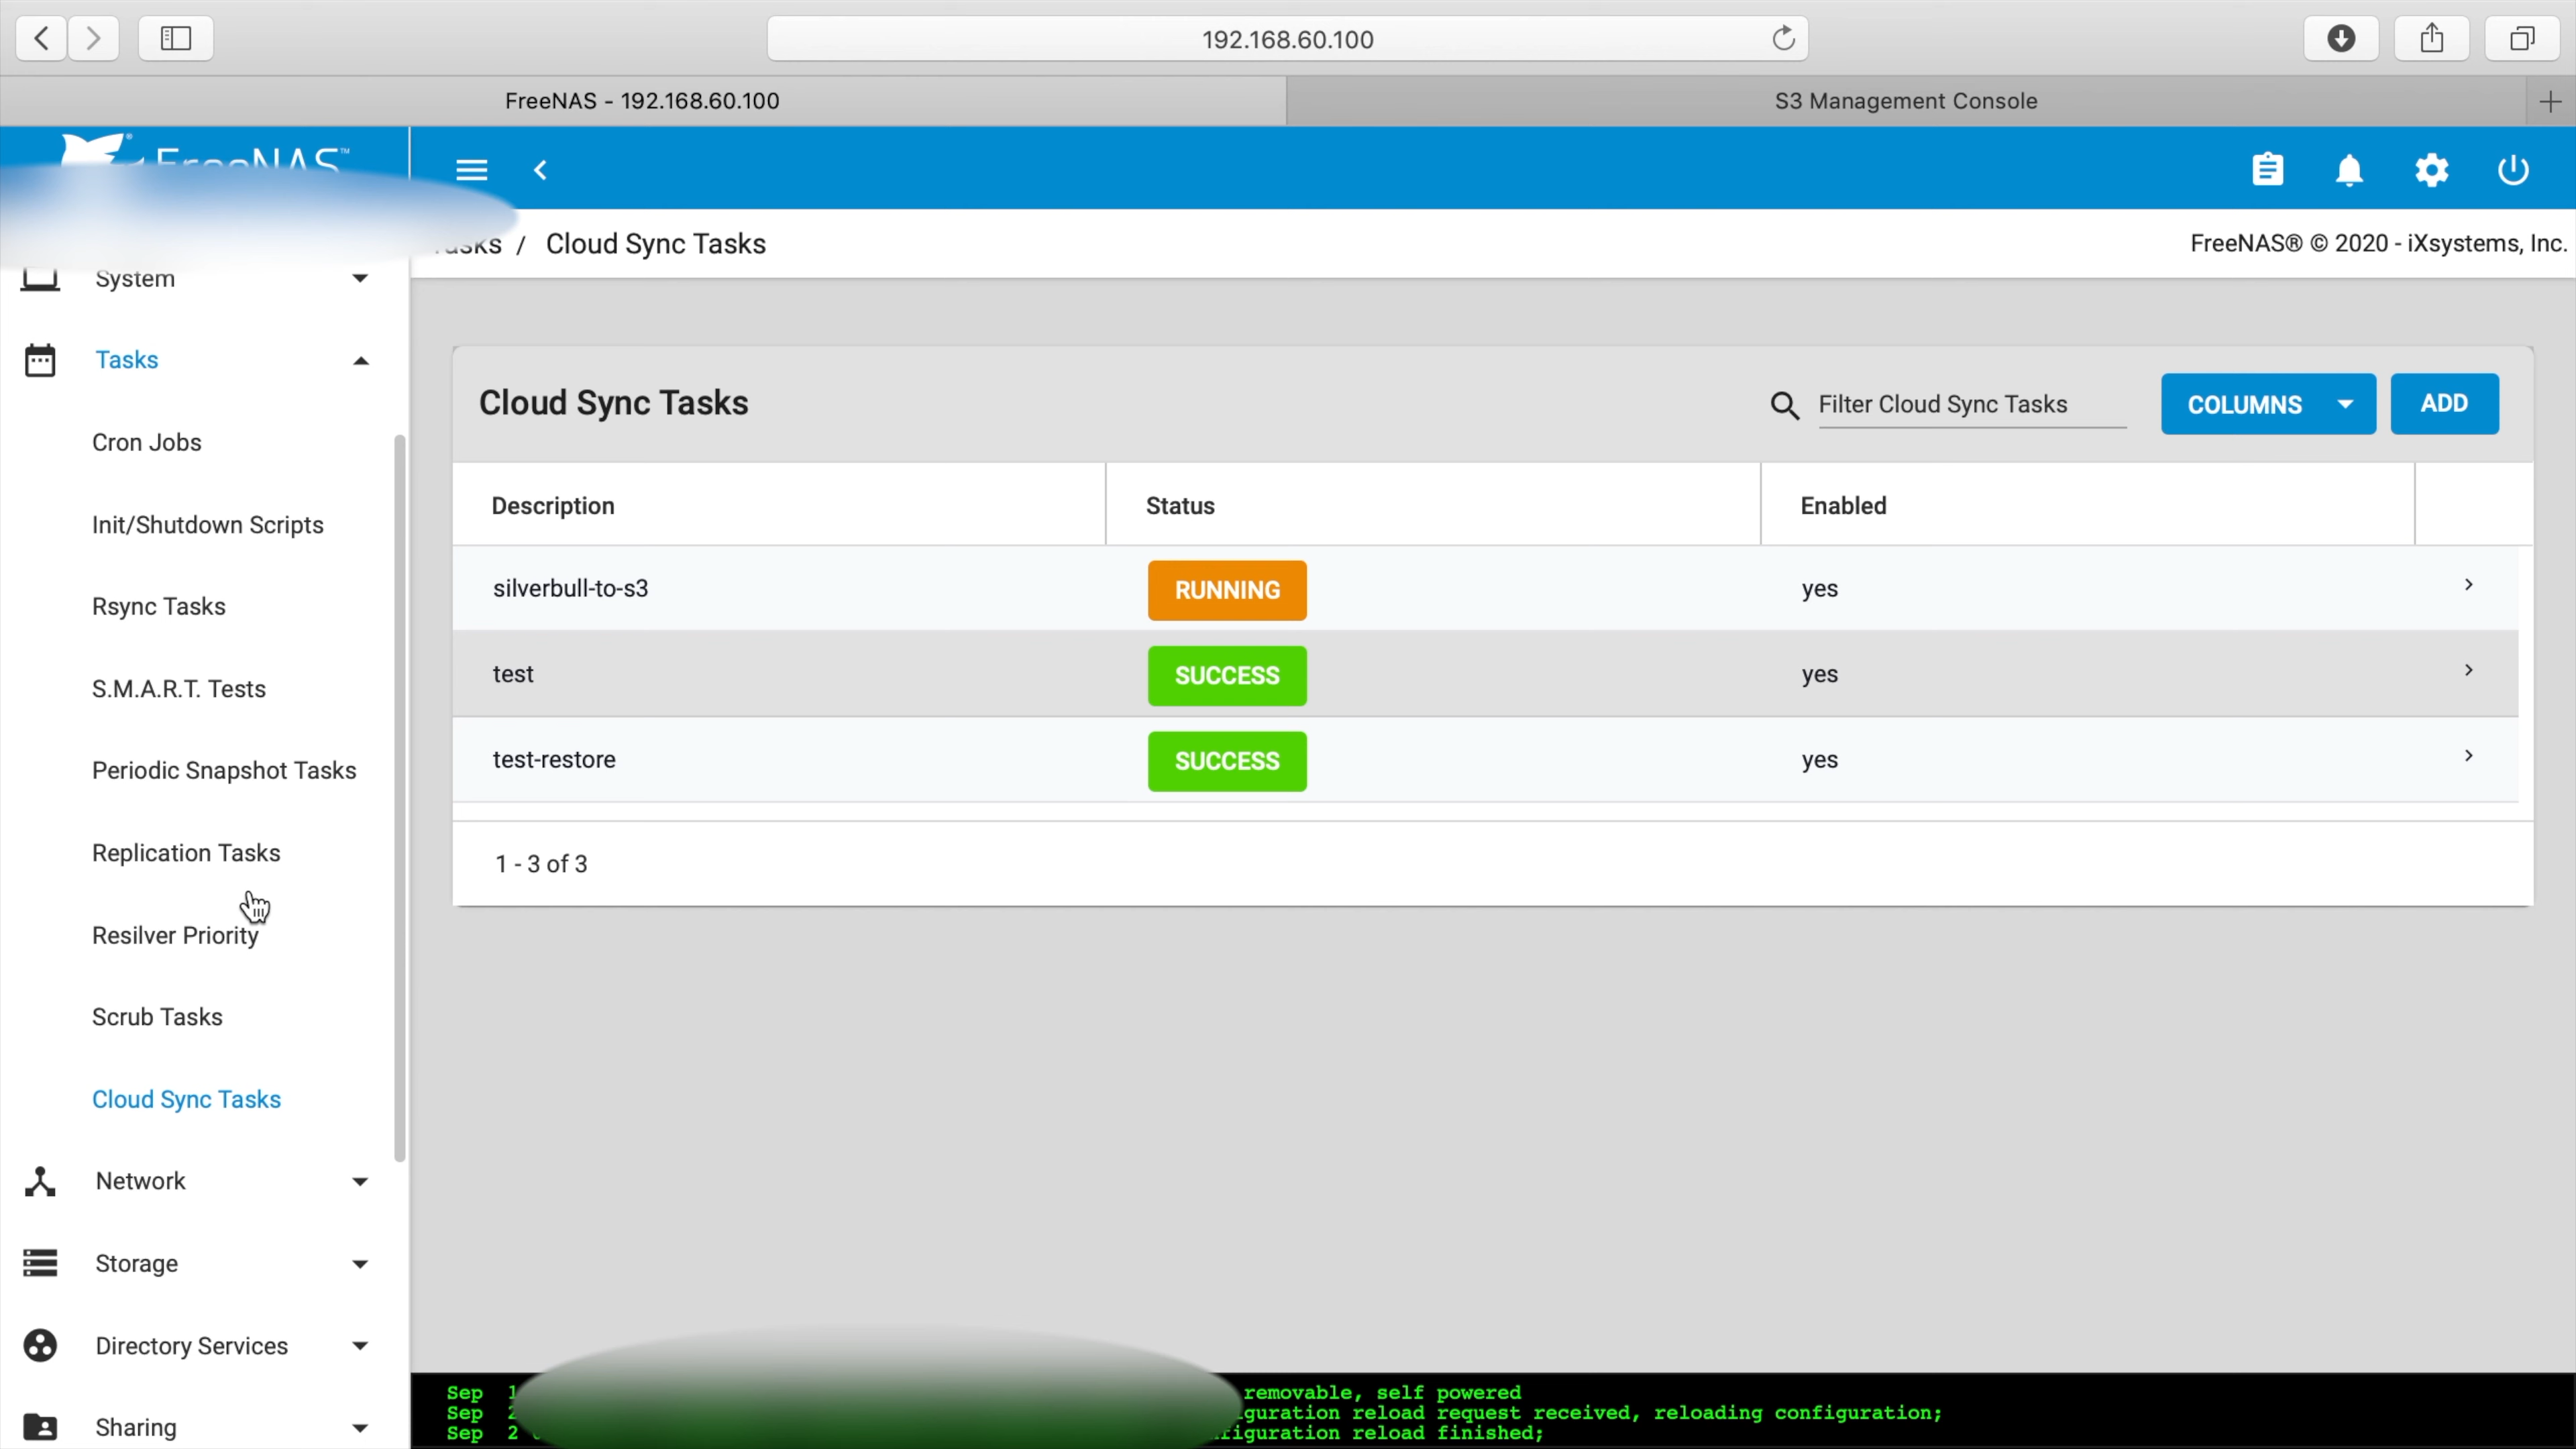 192.168.60.100
FreeNAS - 192.168.60.100
S3 Management Console
FreeNAS™
/ Cloud Sync Tasks
FreeNAS® © 2020 - iXsystems, Inc.
System
Tasks
Cron Jobs
Init/Shutdown Scripts
Rsync Tasks
S.M.A.R.T. Tests
Periodic Snapshot Tasks
Replication Tasks
Resilver Priority
Scrub Tasks
Cloud Sync Tasks
Network
Storage
Directory Services
Sharing
Cloud Sync Tasks
Filter Cloud Sync Tasks
COLUMNS
ADD
Description Status Enabled
silverbull-to-s3 RUNNING yes
test SUCCESS yes
test-restore SUCCESS yes
1 - 3 of 3
Sep removable, self powered
Sep reload request received, reloading configuration;
Sep 2 reload finished;